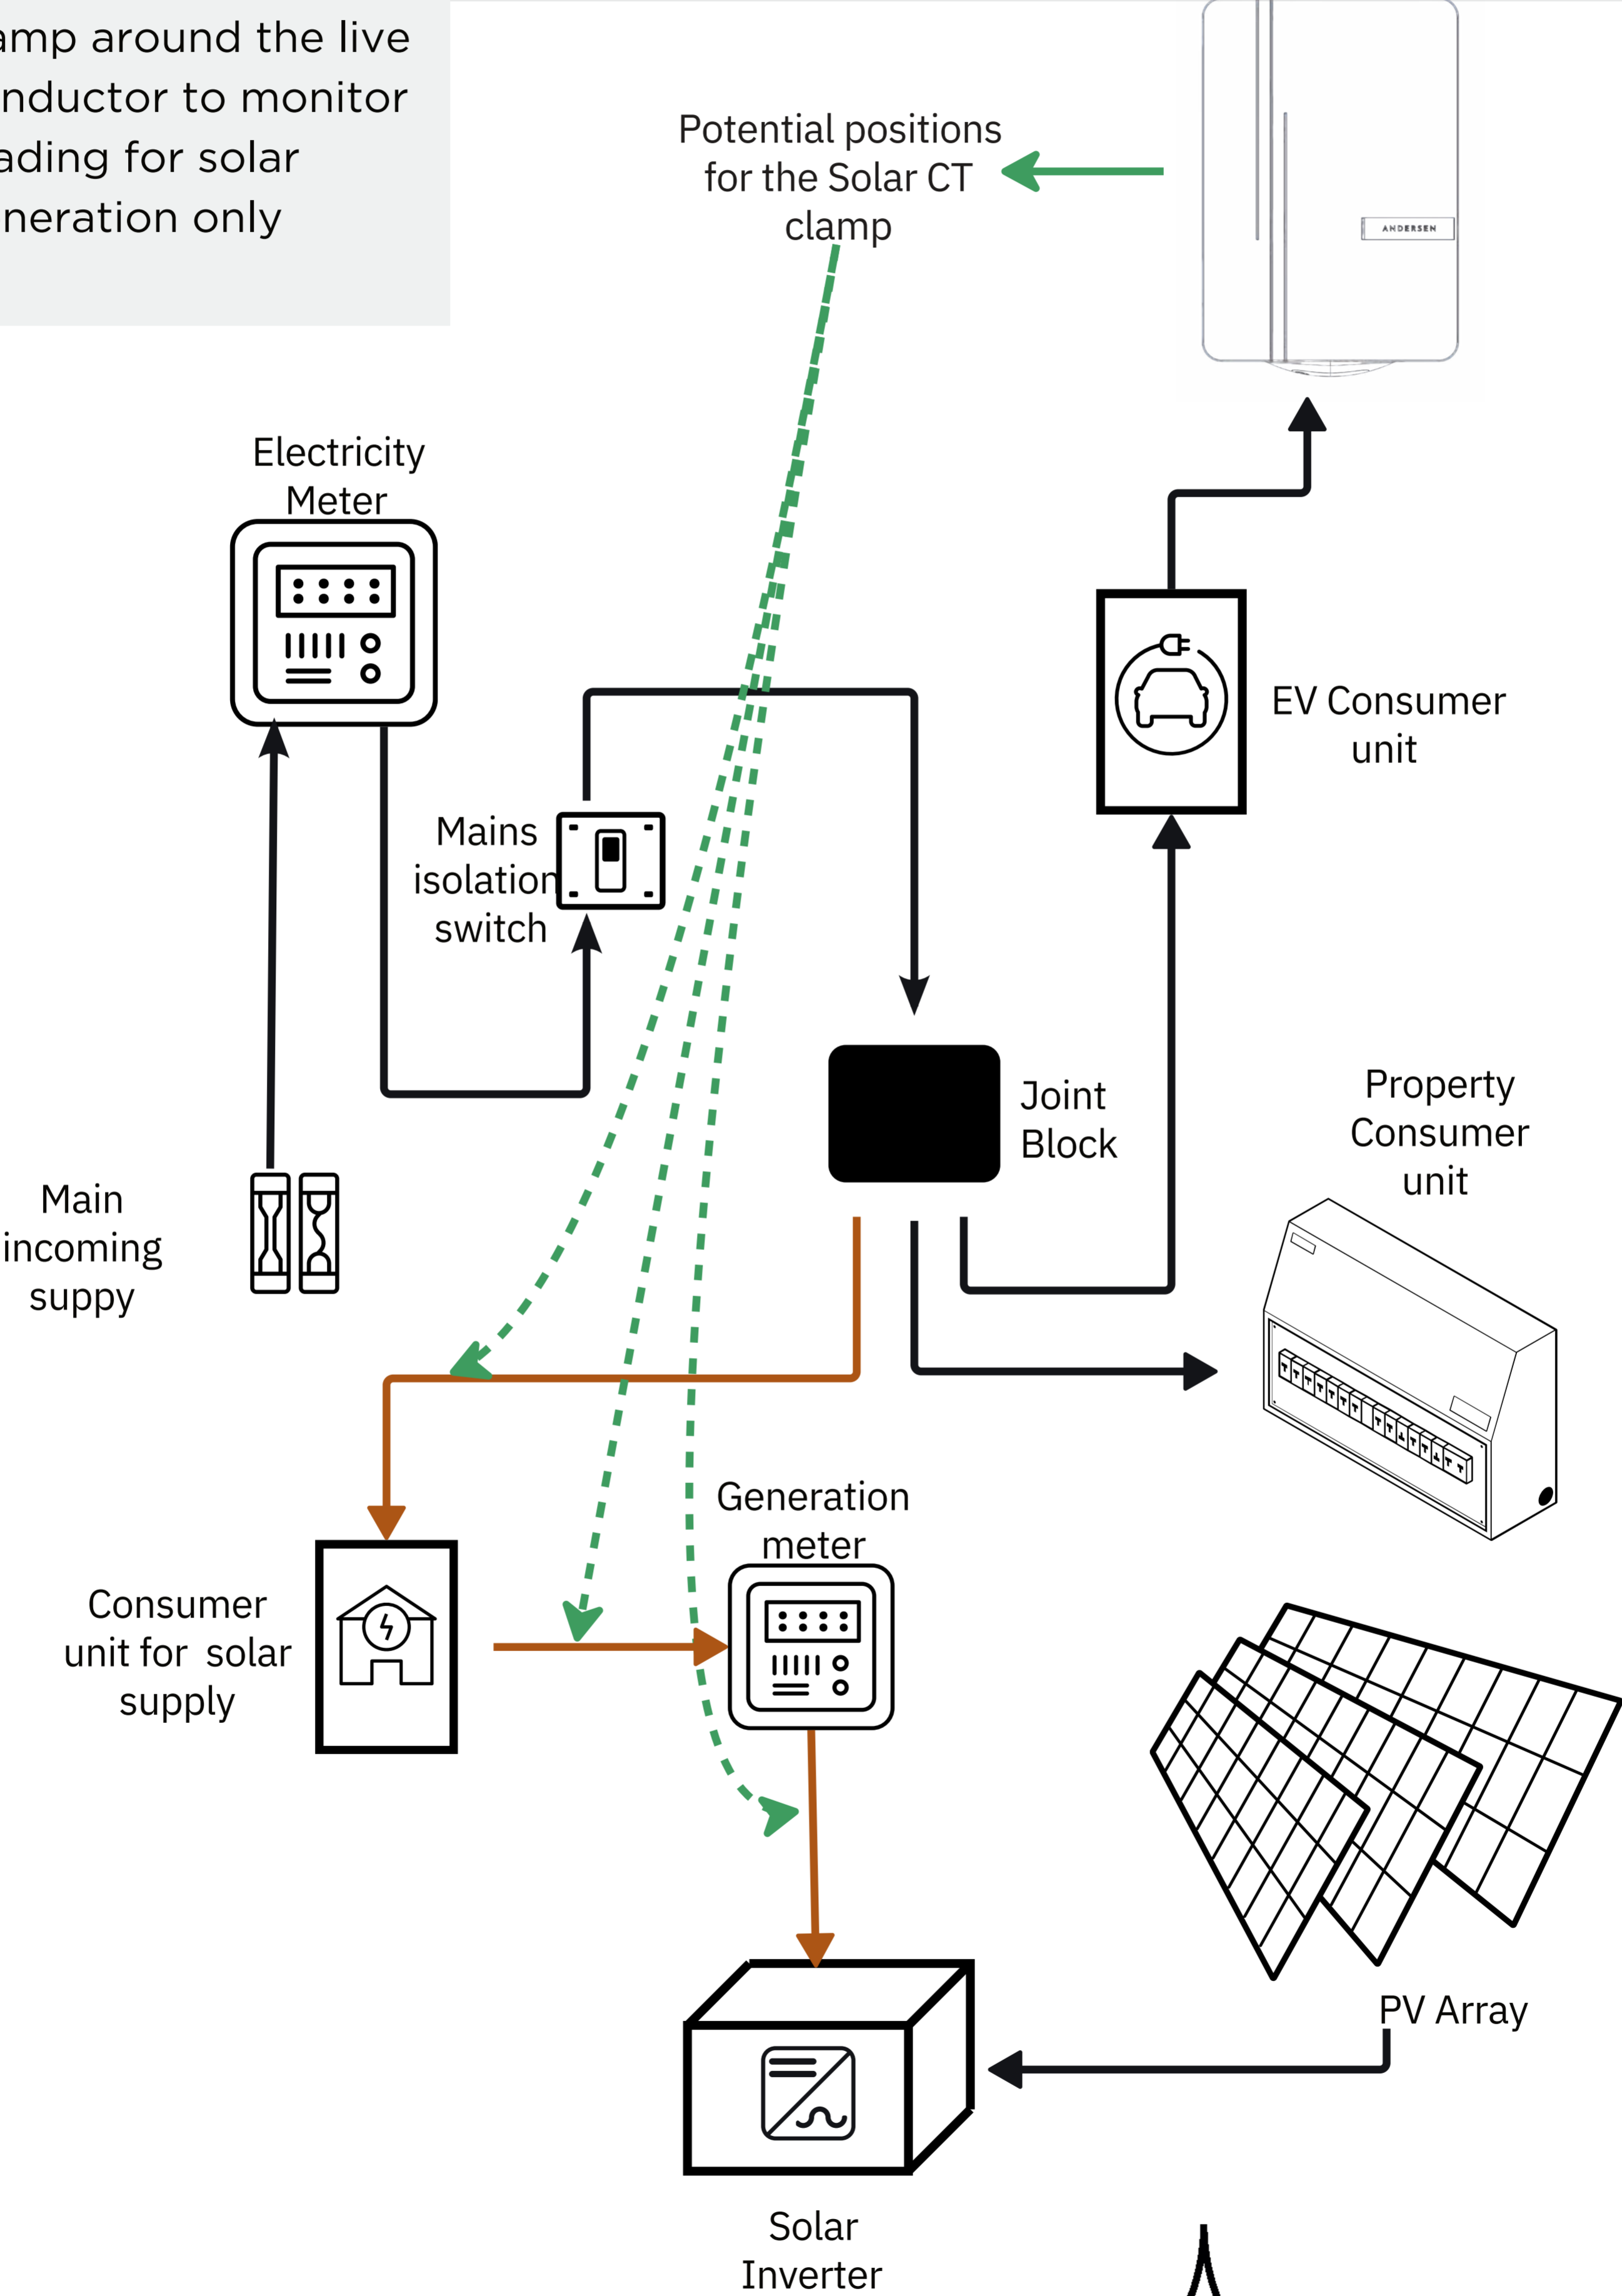 amp around the live
nductor to monitor
ading for solar
neration only
Potential positions
for the Solar CT
clamp
ANDERSEN
Electricity
Meter
EV Consumer
unit
Mains
isolation
switch
Joint
Block
Property
Consumer
unit
Main
incoming
suppy
Generation
meter
Consumer
unit for solar
supply
PV Array
Solar
Inverter